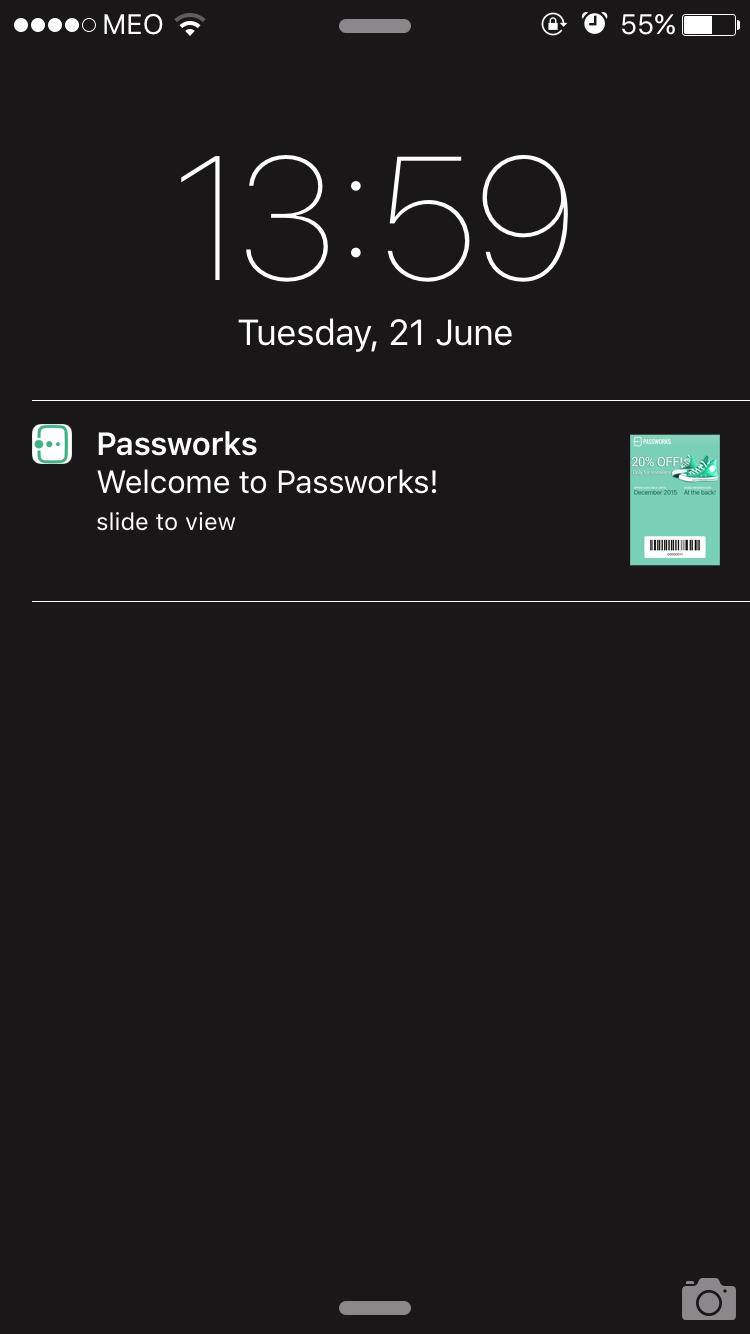 MEO 55%
13:59
Tuesday, 21 June
Passworks
Welcome to Passworks!
slide to view
PASSWORKS
20% OFF!
December 2015 At the back!